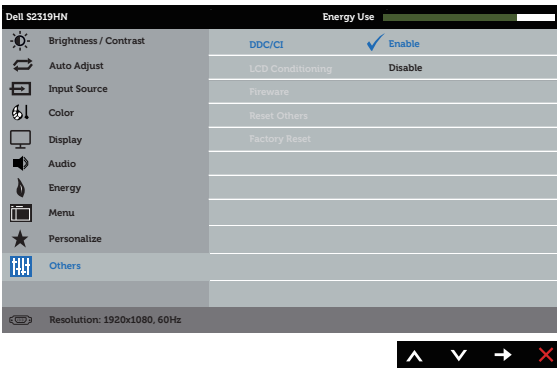 Dell S2319HN Energy Use
Brightness / Contrast DDC/CI Enable
Auto Adjust LCD Conditioning Disable
Input Source Fireware
Color Reset Others
Display Factory Reset
Audio
Energy
Menu
Personalize
Others
Resolution: 1920x1080, 60Hz